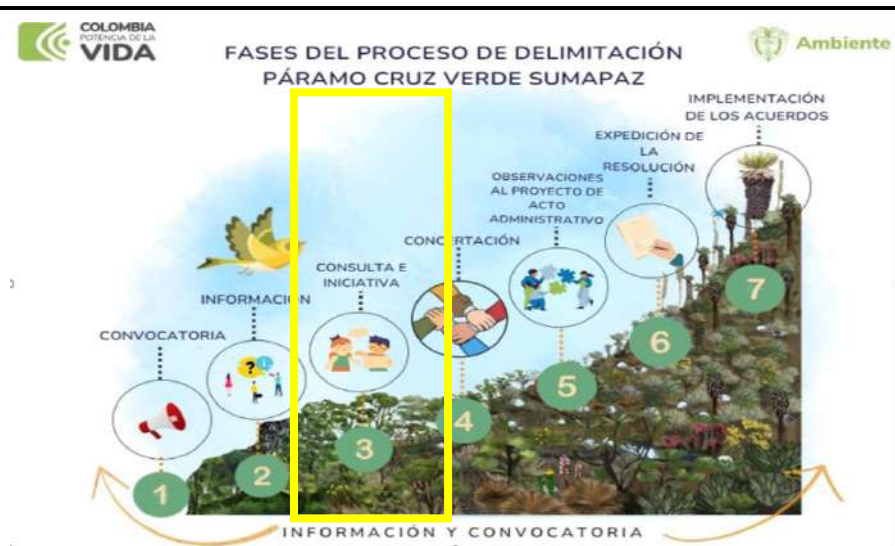 COLOMBIA
POTENCIA DE LA
VIDA
Ambiente
FASES DEL PROCESO DE DELIMITACIÓN
PÁRAMO CRUZ VERDE SUMAPAZ
CONVOCATORIA
1
INFORMACIÓN
2
CONSULTA E
INICIATIVA
3
CONCERTACIÓN
4
OBSERVACIONES
AL PROYECTO DE
ACTO
ADMINISTRATIVO
5
EXPEDICIÓN DE
LA
RESOLUCIÓN
6
IMPLEMENTACIÓN
DE LOS ACUERDOS
7
INFORMACIÓN Y CONVOCATORIA